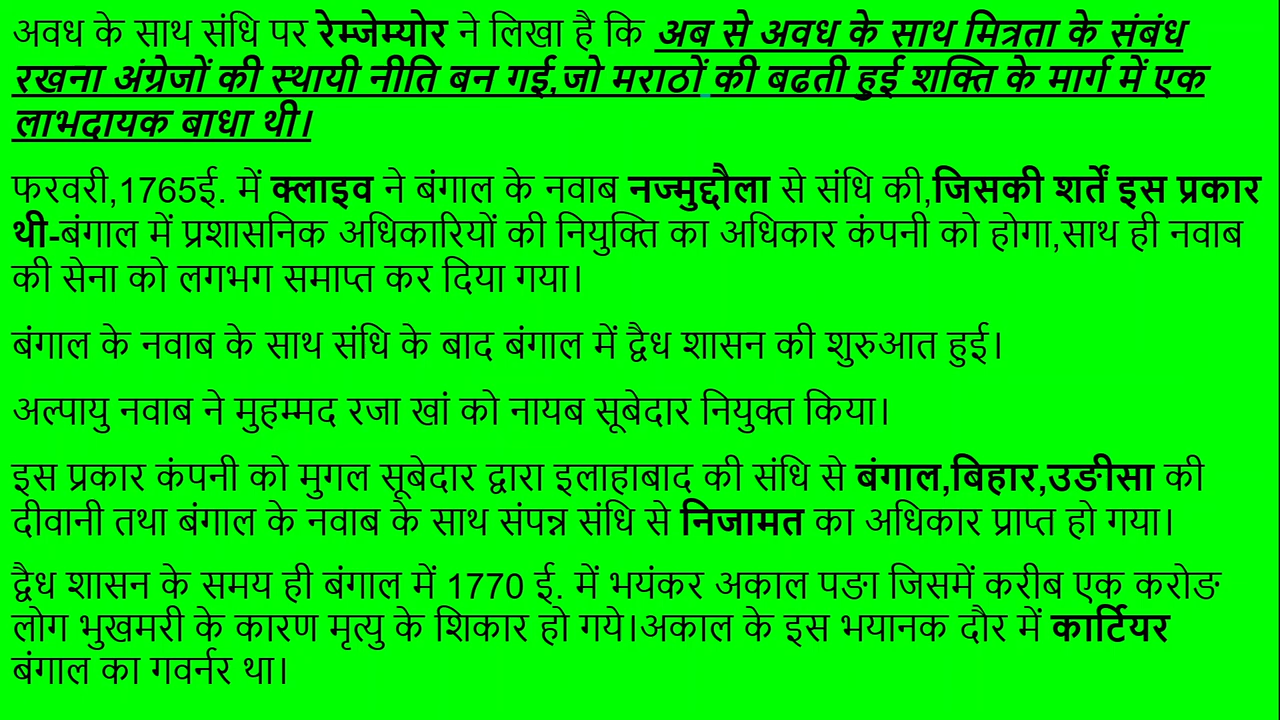 अवध के साथ संधि पर रेम्जेम्योर ने लिखा है कि अब से अवध के साथ मित्रता के संबंध
रखना अंग्रेजों की स्थायी नीति बन गई,जो मराठों की बढती हुई शक्ति के मार्ग में एक
लाभदायक बाधा थी।
फरवरी,1765ई. में क्लाइव ने बंगाल के नवाब नज्मुद्दौला से संधि की,जिसकी शर्तें इस प्रकार
थी-बंगाल में प्रशासनिक अधिकारियों की नियुक्ति का अधिकार कंपनी को होगा,साथ ही नवाब
की सेना को लगभग समाप्त कर दिया गया।
बंगाल के नवाब के साथ संधि के बाद बंगाल में द्वैध शासन की शुरुआत हुई।
अल्पायु नवाब ने मुहम्मद रजा खां को नायब सूबेदार नियुक्त किया।
इस प्रकार कंपनी को मुगल सूबेदार द्वारा इलाहाबाद की संधि से बंगाल,बिहार,उङीसा की
दीवानी तथा बंगाल के नवाब के साथ संपन्न संधि से निजामत का अधिकार प्राप्त हो गया।
द्वैध शासन के समय ही बंगाल में 1770 ई. में भयंकर अकाल पङा जिसमें करीब एक करोङ
लोग भुखमरी के कारण मृत्यु के शिकार हो गये।अकाल के इस भयानक दौर में कार्टियर
बंगाल का गवर्नर था।